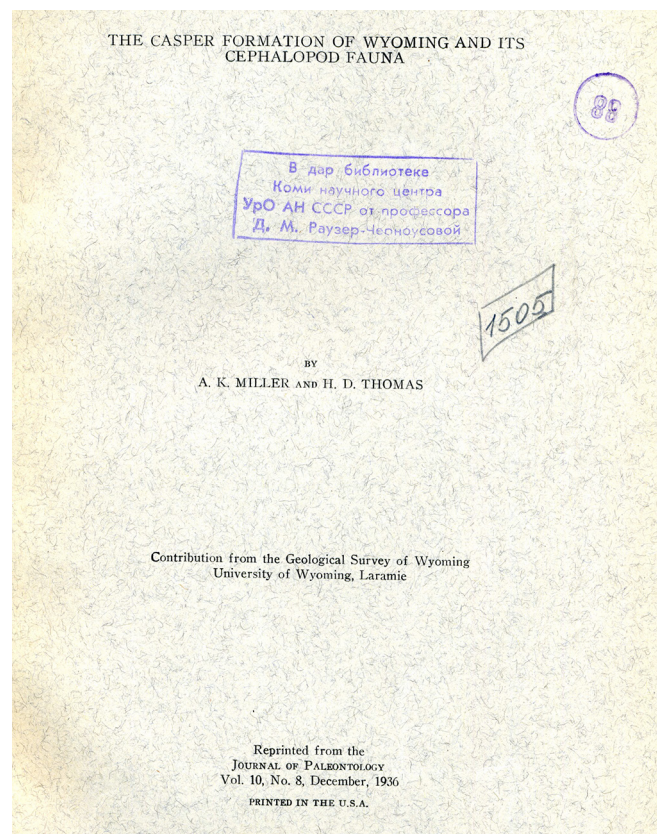 THE CASPER FORMATION OF WYOMING AND ITS
CEPHALOPOD FAUNA
88
В дар библиотеке
Коми научного центра
УрО АН СССР от профессора
Д. М. Раузер-Черноусовой
1505
BY
A. K. MILLER AND H. D. THOMAS
Contribution from the Geological Survey of Wyoming
University of Wyoming, Laramie
Reprinted from the
JOURNAL OF PALEONTOLOGY
Vol. 10, No. 8, December, 1936
PRINTED IN THE U.S.A.